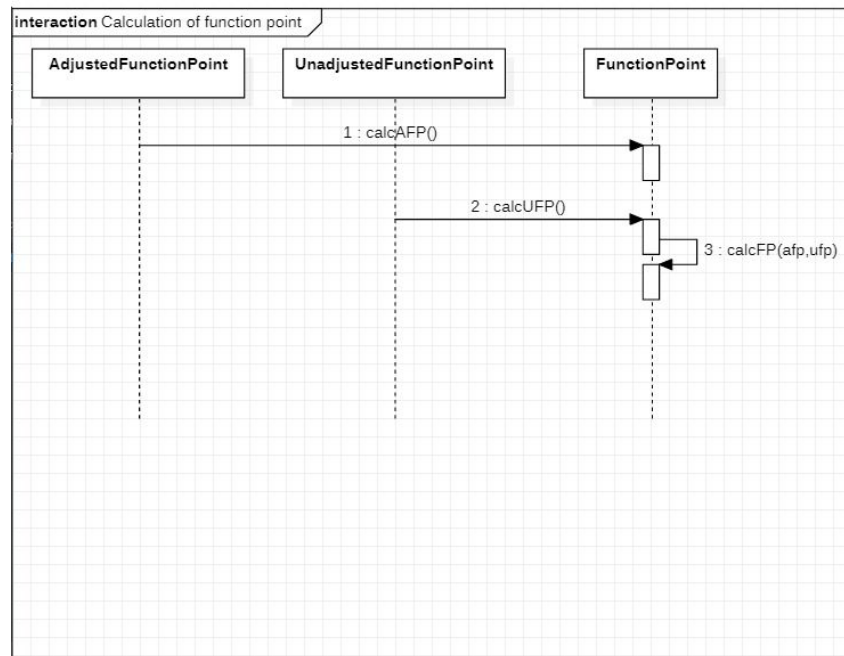 interaction Calculation of function point
AdjustedFunctionPoint
UnadjustedFunctionPoint
FunctionPoint
1 : calcAFP()
2 : calcUFP()
3 : calcFP(afp,ufp)